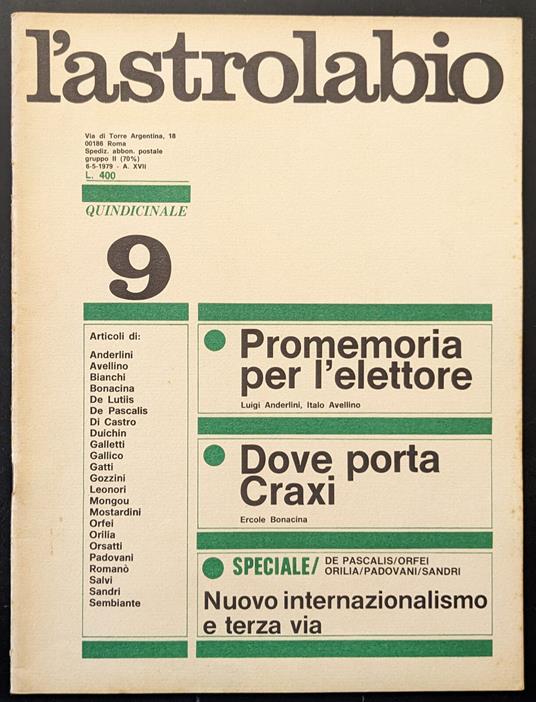 l'astrolabio
Via di Torre Argentina, 18
00186 Roma
Spediz. abbon. postale
gruppo II (70%)
6-5-1979 - A. XVII
L. 400
QUINDICINALE
9
Articoli di:
Anderlini
Avellino
Bianchi
Bonacina
De Lutiis
De Pascalis
Di Castro
Duichin
Galletti
Gallico
Gatti
Gozzini
Leonori
Mongou
Mostardini
Orfei
Orilia
Orsatti
Padovani
Romanò
Salvi
Sandri
Sembiante
Promemoria
per l'elettore
Luigi Anderlini, Italo Avellino
Dove porta
Craxi
Ercole Bonacina
SPECIALE/ DE PASCALIS/ORFEI
ORILIA/PADOVANI/SANDRI
Nuovo internazionalismo
e terza via